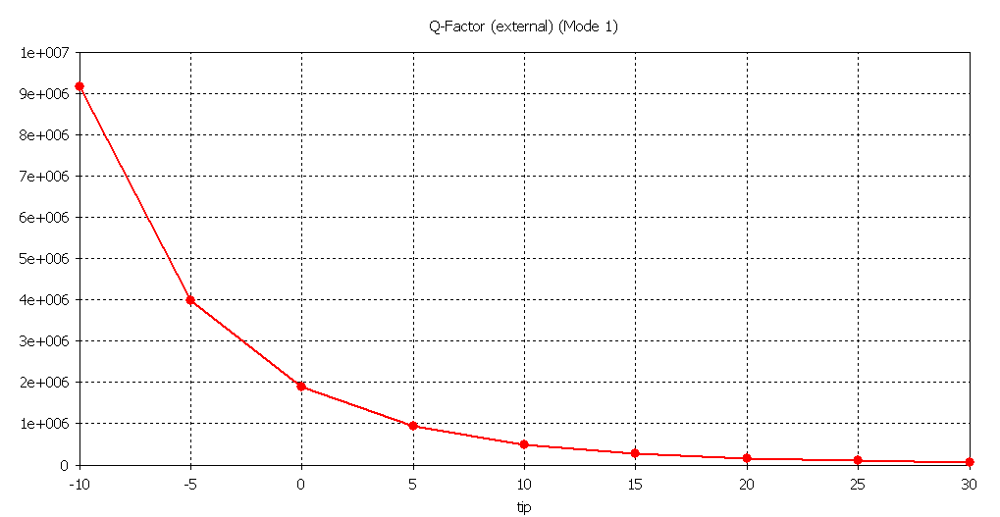 Q-Factor (external) (Mode 1)
1e+007
9e+006
8e+006
7e+006
6e+006
5e+006
4e+006
3e+006
2e+006
1e+006
0
-10 -5 0 5 10 15 20 25 30
tip